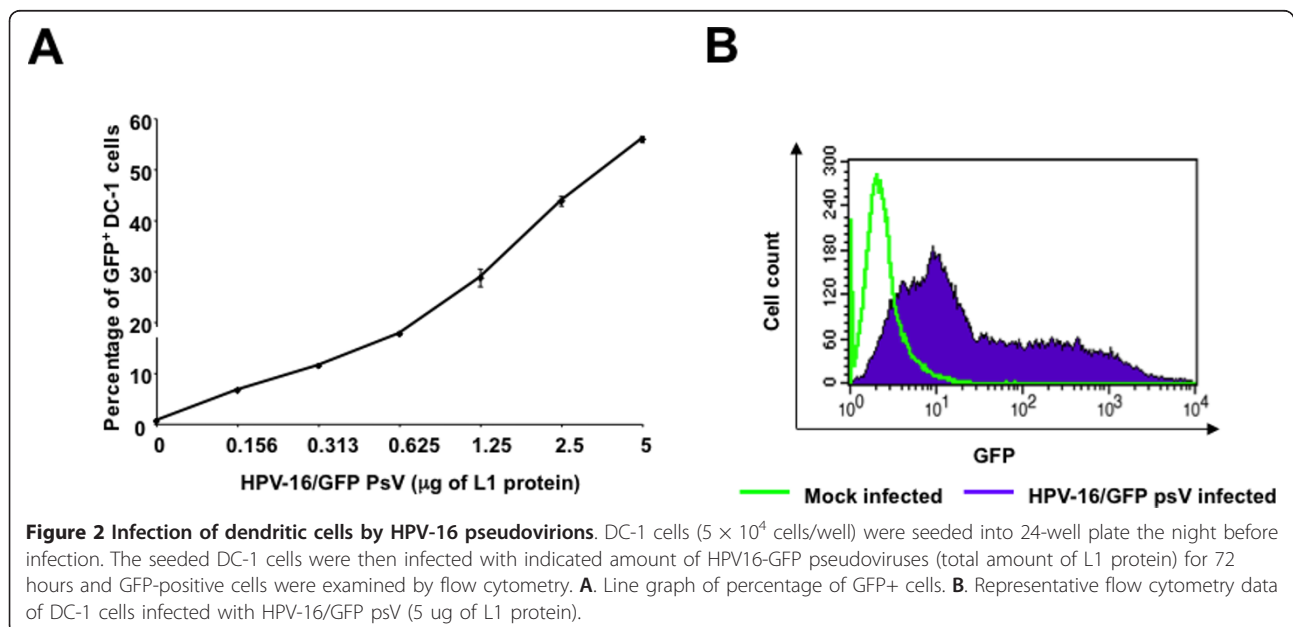 A
B
Percentage of GFP+ DC-1 cells
60
50
40
30
20
10
0
0 0.156 0.313 0.625 1.25 2.5 5
HPV-16/GFP PsV (µg of L1 protein)
Cell count
300
240
180
120
60
0
10^0 10^1 10^2 10^3 10^4
GFP
Mock infected HPV-16/GFP psV infected
Figure 2 Infection of dendritic cells by HPV-16 pseudovirions. DC-1 cells (5 × 10^4 cells/well) were seeded into 24-well plate the night before
infection. The seeded DC-1 cells were then infected with indicated amount of HPV16-GFP pseudoviruses (total amount of L1 protein) for 72
hours and GFP-positive cells were examined by flow cytometry. A. Line graph of percentage of GFP+ cells. B. Representative flow cytometry data
of DC-1 cells infected with HPV-16/GFP psV (5 ug of L1 protein).